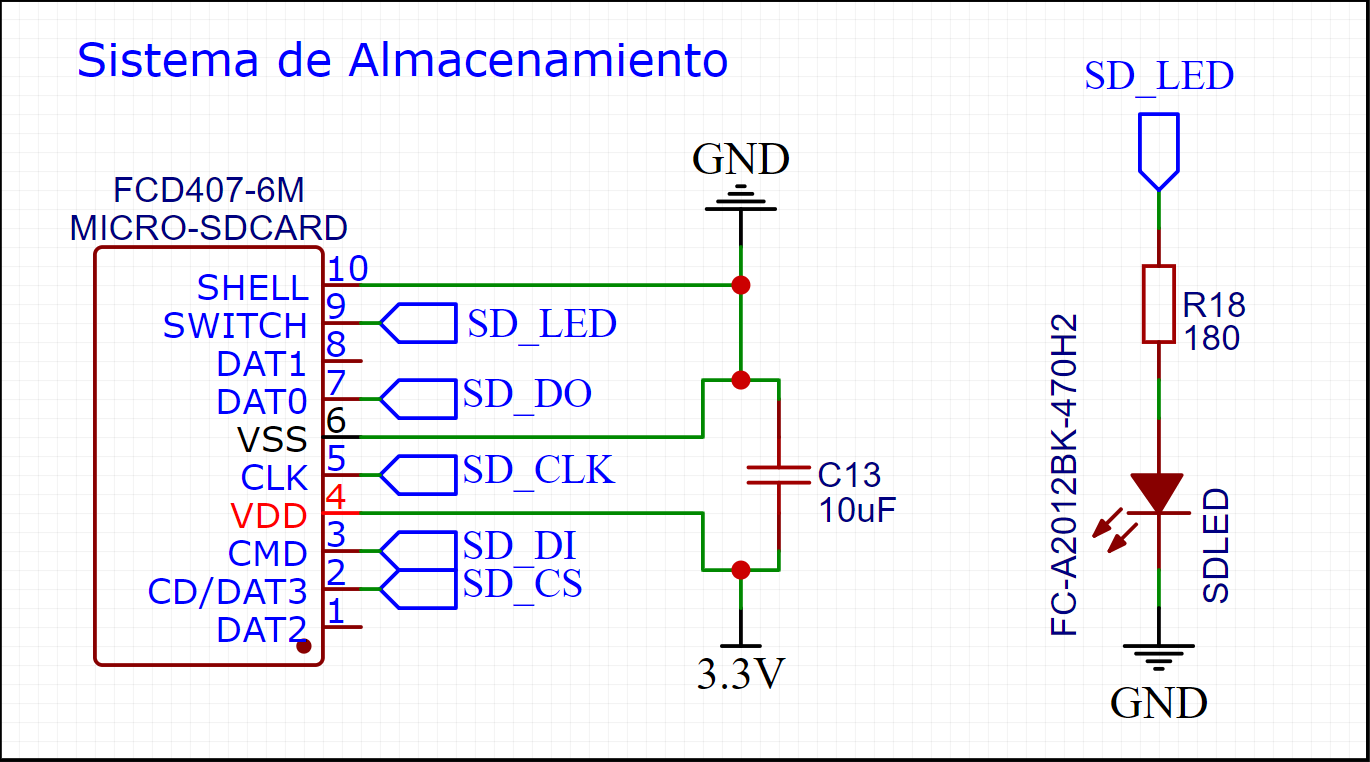 Sistema de Almacenamiento
FCD407-6M
MICRO-SDCARD
SHELL 10
SWITCH 9 SD_LED
DAT1 8
DAT0 7 SD_DO
VSS 6
CLK 5 SD_CLK
VDD 4
CMD 3 SD_DI
CD/DAT3 2 SD_CS
DAT2 1
GND
C13
10uF
3.3V
SD_LED
R18
180
FC-A2012BK-470H2
SDLED
GND